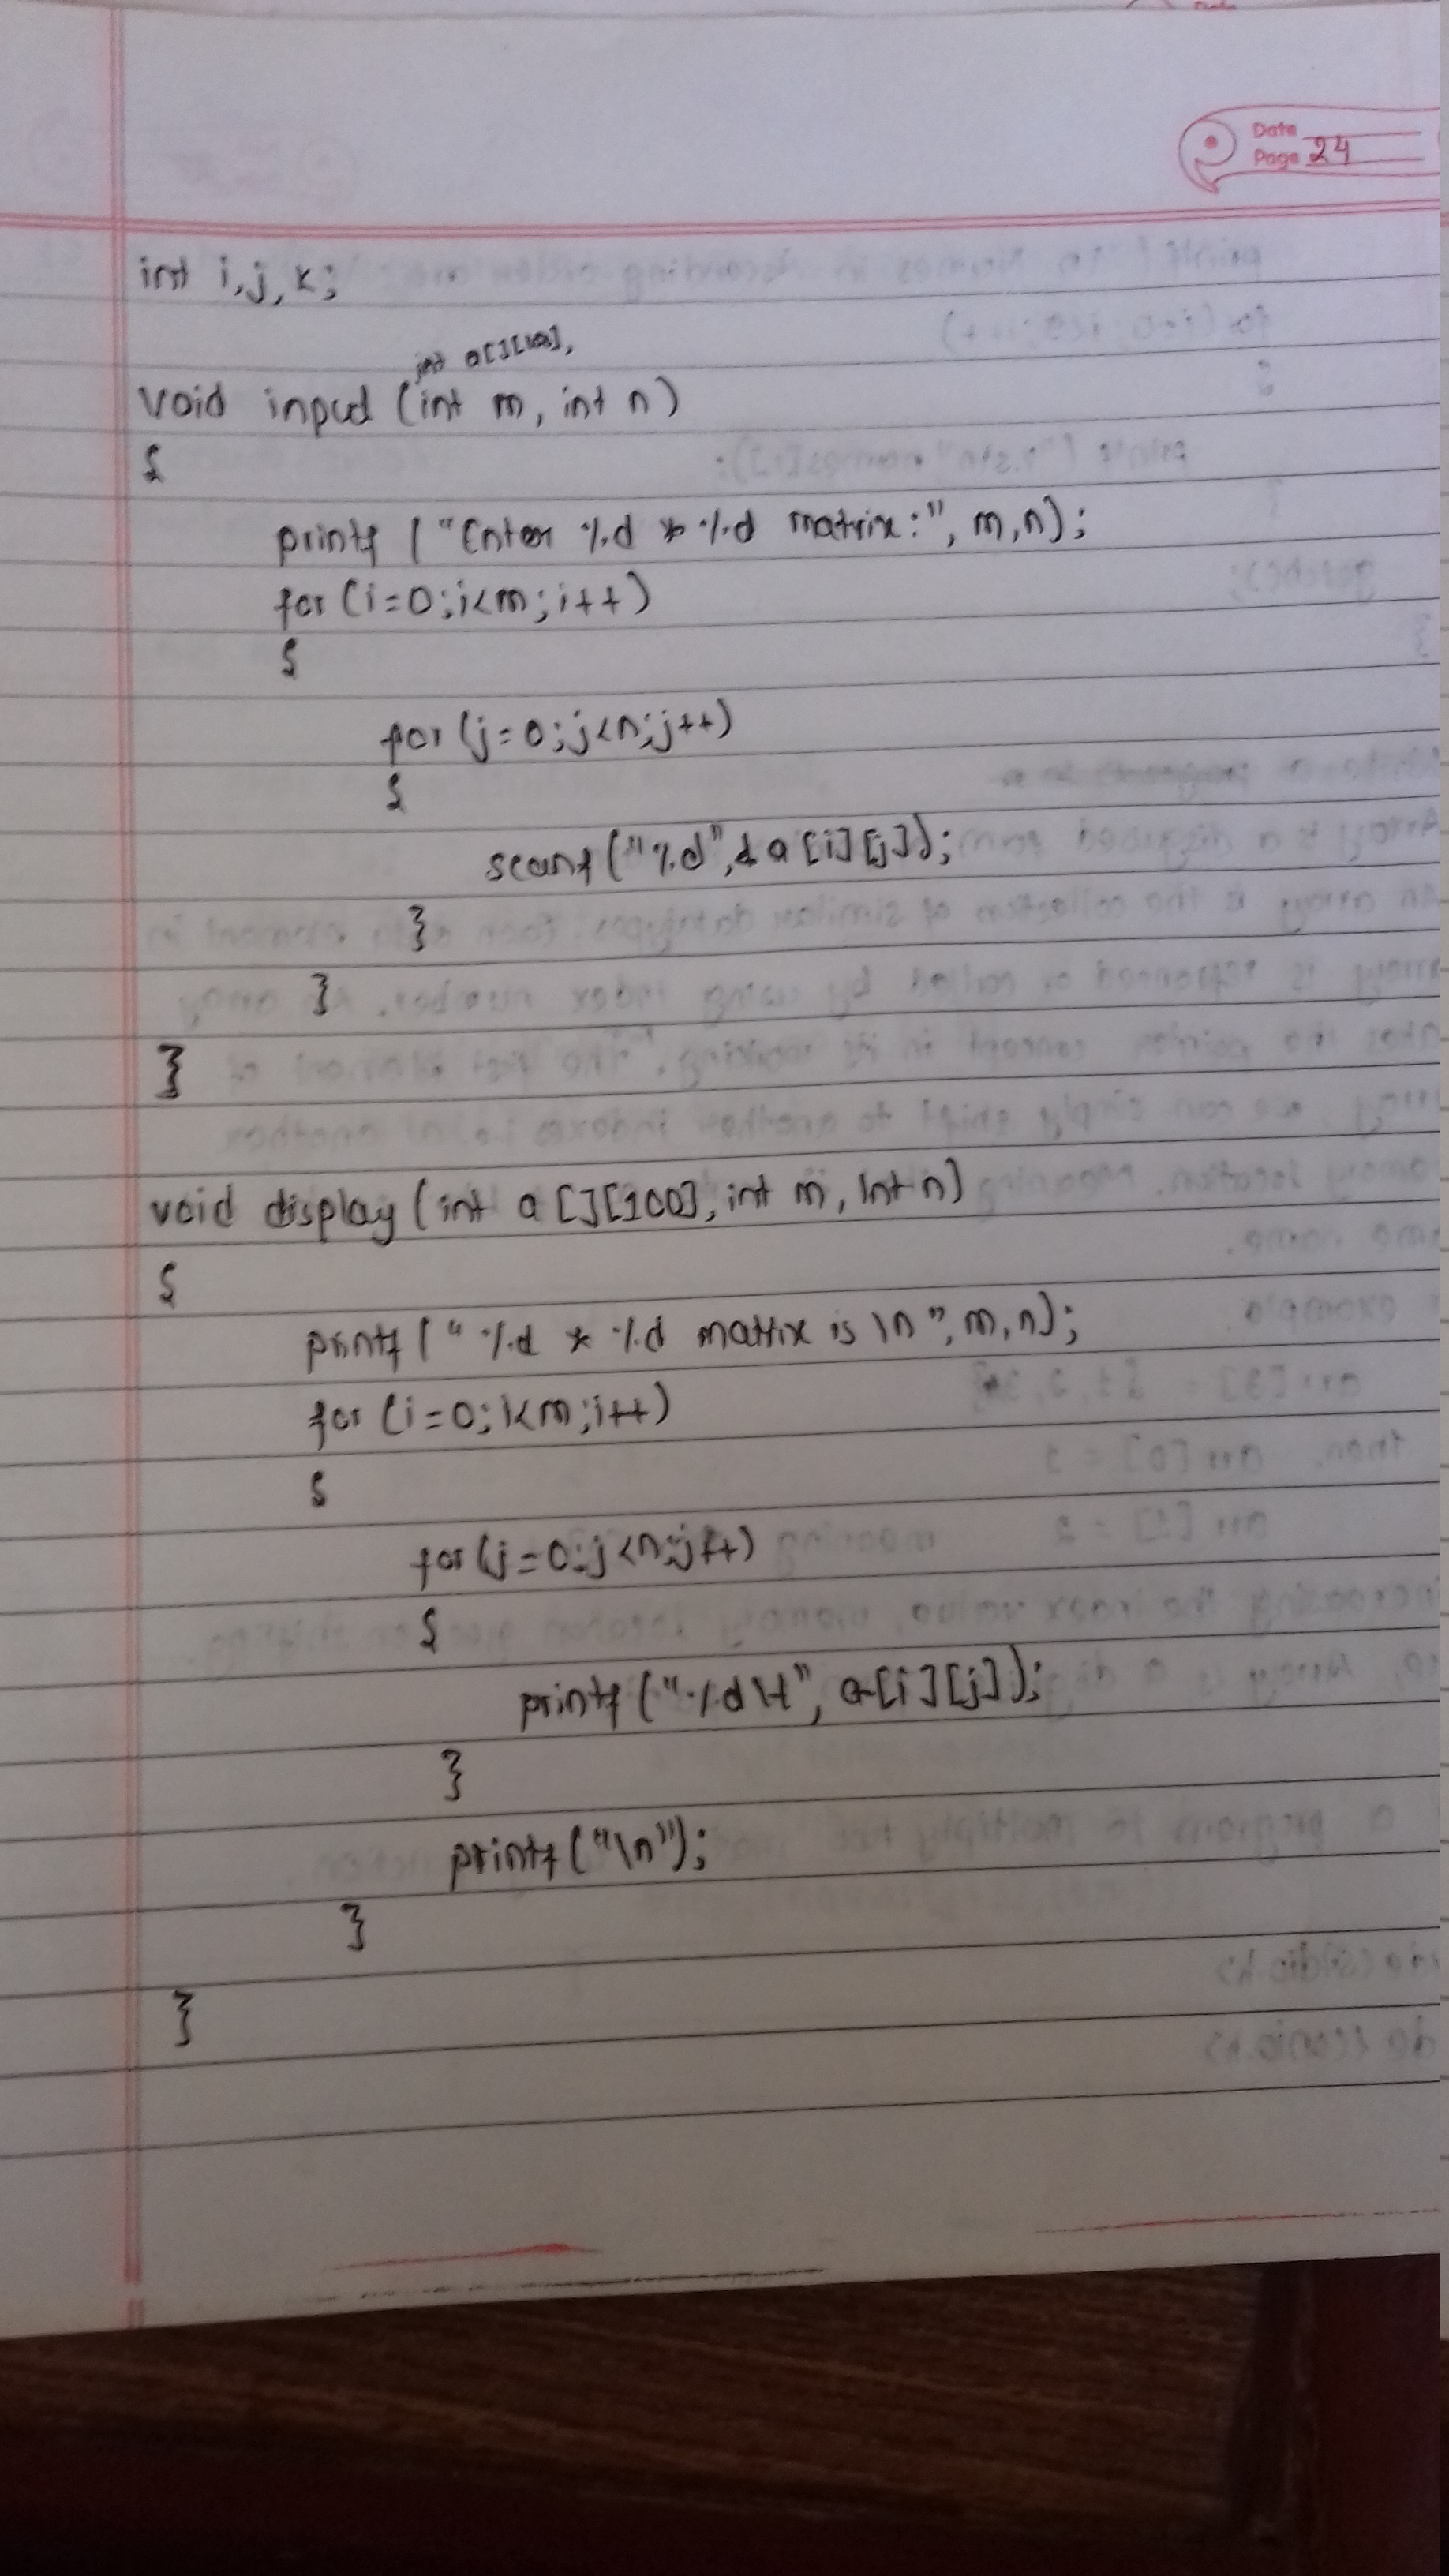 Date
Page 24
int i,j,k;
int a[][100],
void input (int m, int n)
{
printf ("Enter %d * %d matrix:", m,n);
for (i=0;i<m;i++)
{
for (j=0;j<n;j++)
{
scanf ("%d",&a[i][j]);
}
}
}
void display (int a[][100], int m, int n)
{
printf (" %d * %d matrix is \n", m,n);
for (i=0;i<m;i++)
{
for (j=0;j<n;j++)
{
printf ("%d\t", a[i][j]);
}
printf ("\n");
}
}